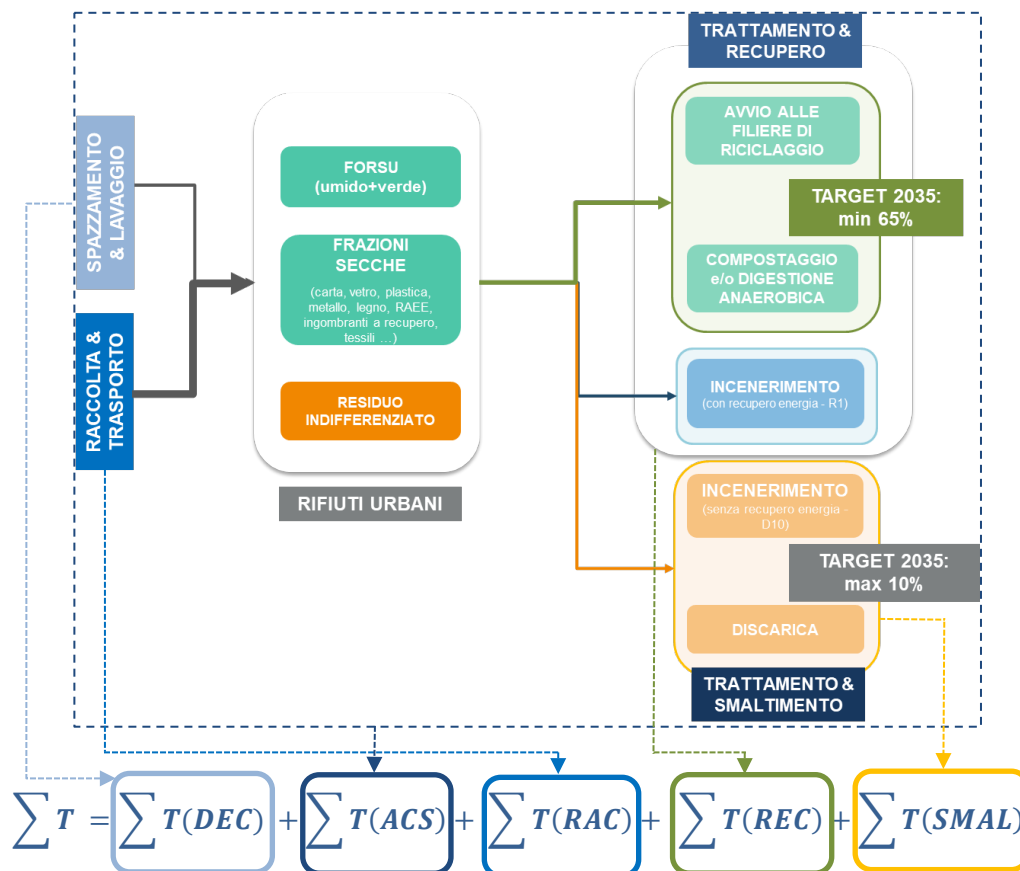 TRATTAMENTO &
RECUPERO
SPAZZAMENTO
& LAVAGGIO
RACCOLTA &
TRASPORTO
FORSU
(umido+verde)
FRAZIONI
SECCHE
(carta, vetro, plastica,
metallo, legno, RAEE,
ingombranti a recupero,
tessili ...)
RESIDUO
INDIFFERENZIATO
RIFIUTI URBANI
AVVIO ALLE
FILIERE DI
RICICLAGGIO
TARGET 2035:
min 65%
COMPOSTAGGIO
e/o DIGESTIONE
ANAEROBICA
INCENERIMENTO
(con recupero energia - R1)
INCENERIMENTO
(senza recupero energia -
D10)
TARGET 2035:
max 10%
DISCARICA
TRATTAMENTO &
SMALTIMENTO
∑ T = ∑ T(DEC) + ∑ T(ACS) + ∑ T(RAC) + ∑ T(REC) + ∑ T(SMAL)